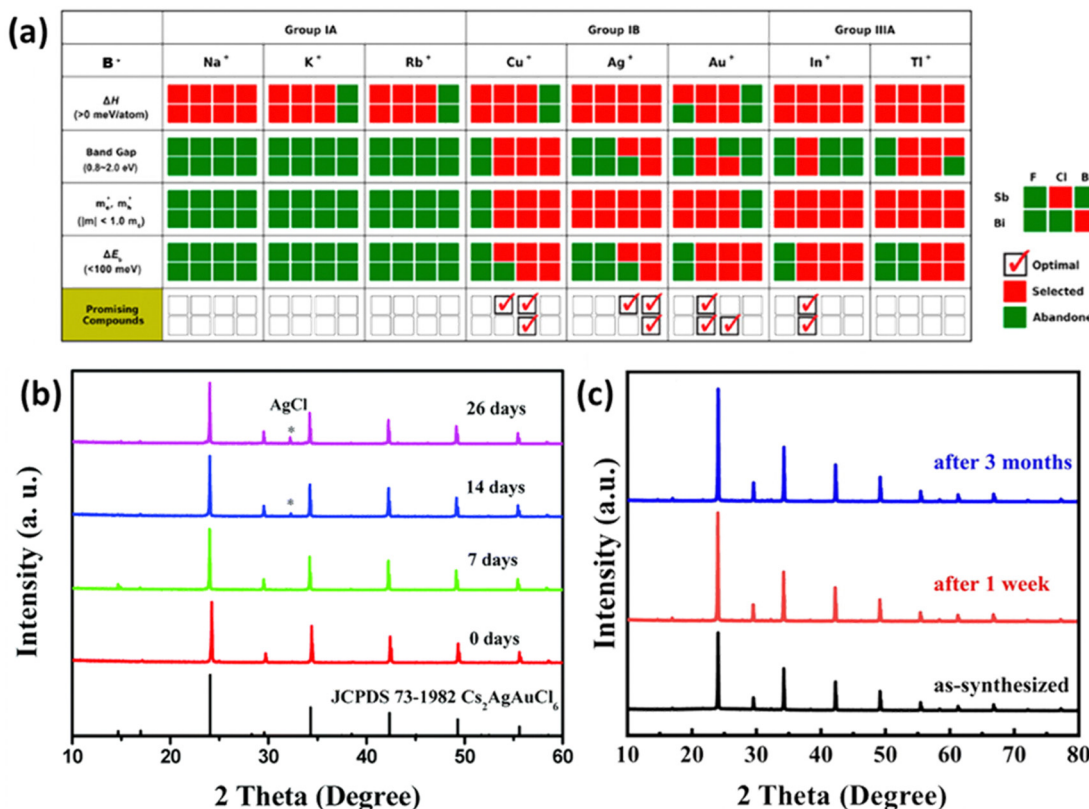 (a)
Group IA Group IB Group IIIA
B+ Na+ K+ Rb+ Cu+ Ag+ Au+ In+ Tl+
ΔH
(>0 meV/atom)
Band Gap
(0.8~2.0 eV)
(|m| < 1.0 me)
(<100 meV)
Promising
Compounds
F Cl B
Sb
Bi
Optimal
Selected
Abandone
(b)
Intensity (a. u.)
AgCl
26 days
*
14 days
*
7 days
0 days
JCPDS 73-1982 Cs2AgAuCl6
10 20 30 40 50 60
2 Theta (Degree)
(c)
Intensity (a.u.)
after 3 months
after 1 week
as-synthesized
10 20 30 40 50 60 70 80
2 Theta (Degree)